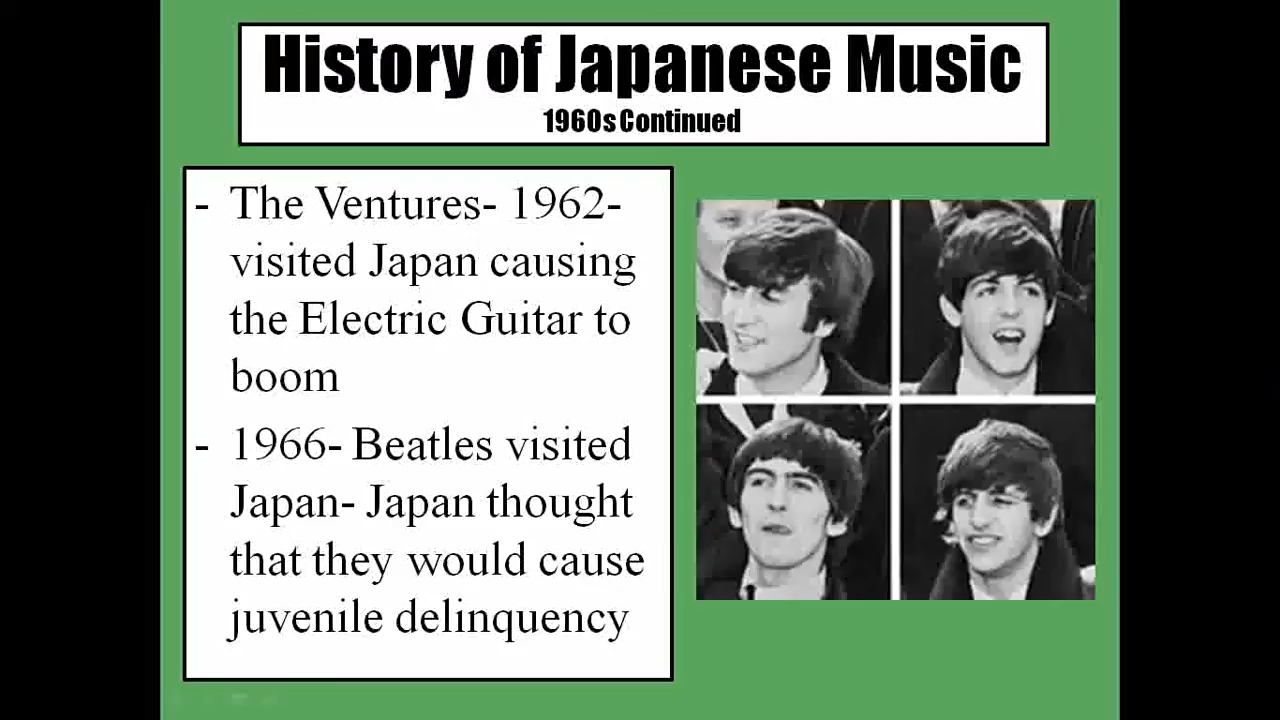 History of Japanese Music
1960s Continued
- The Ventures- 1962-
visited Japan causing
the Electric Guitar to
boom
- 1966- Beatles visited
Japan- Japan thought
that they would cause
juvenile delinquency